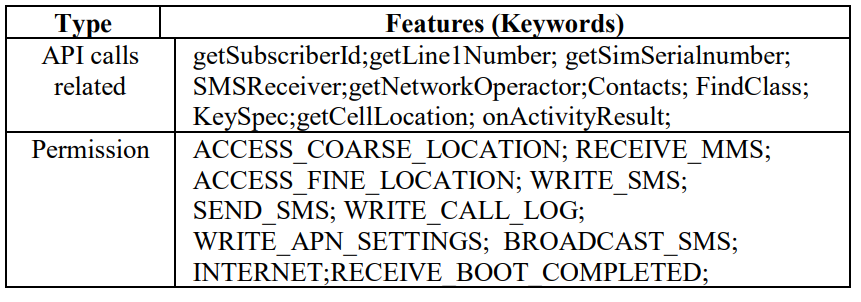 Type Features (Keywords)
API calls related getSubscriberId;getLine1Number; getSimSerialnumber;
SMSReceiver;getNetworkOperactor;Contacts; FindClass;
KeySpec;getCellLocation; onActivityResult;
Permission ACCESS_COARSE_LOCATION; RECEIVE_MMS;
ACCESS_FINE_LOCATION; WRITE_SMS;
SEND_SMS; WRITE_CALL_LOG;
WRITE_APN_SETTINGS; BROADCAST_SMS;
INTERNET;RECEIVE_BOOT_COMPLETED;